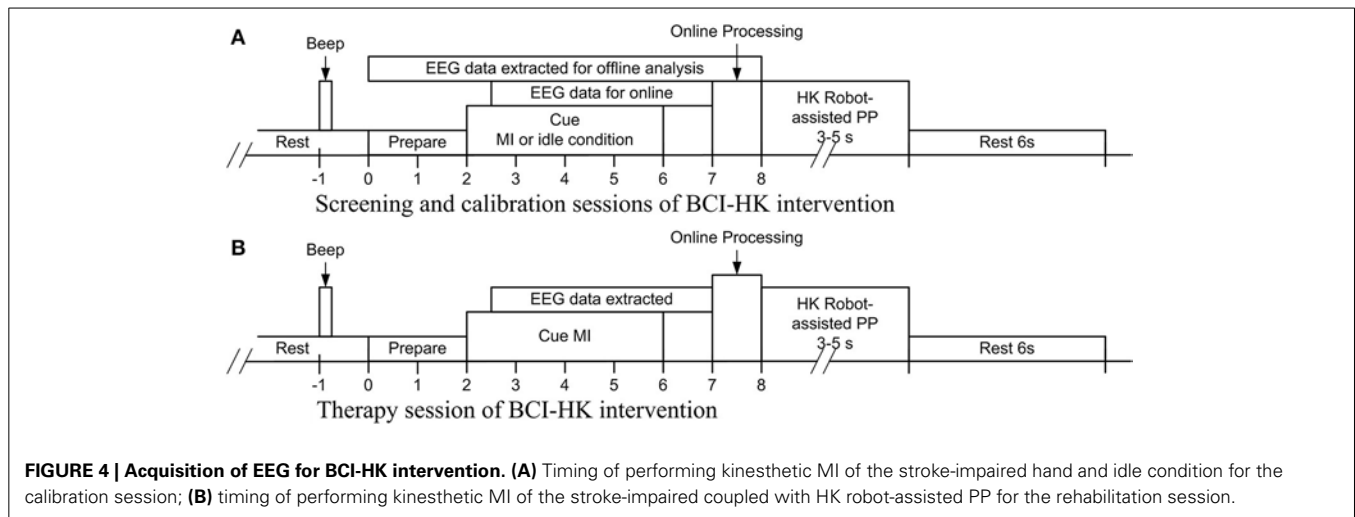 A
Beep
Online Processing
EEG data extracted for offline analysis
EEG data for online
Cue
MI or idle condition
HK Robot-
assisted PP
3-5 s
Rest
Prepare
Rest 6s
-1 0 1 2 3 4 5 6 7 8
Screening and calibration sessions of BCI-HK intervention
B
Beep
Online Processing
EEG data extracted
Cue MI
HK Robot-
assisted PP
3-5 s
Rest
Prepare
Rest 6s
-1 0 1 2 3 4 5 6 7 8
Therapy session of BCI-HK intervention
FIGURE 4 | Acquisition of EEG for BCI-HK intervention. (A) Timing of performing kinesthetic MI of the stroke-impaired hand and idle condition for the
calibration session; (B) timing of performing kinesthetic MI of the stroke-impaired coupled with HK robot-assisted PP for the rehabilitation session.